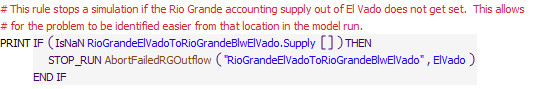 # This rule stops a simulation if the Rio Grande accounting supply out of El Vado does not get set.  This allows
# for the problem to be identified easier from that location in the model run.
PRINT IF ( IsNaN RioGrandeElVadoToRioGrandeBlwElVado.Supply [ ] ) THEN
STOP_RUN AbortFailedRGOutflow ( "RioGrandeElVadoToRioGrandeBlwElVado" , ElVado )
END IF